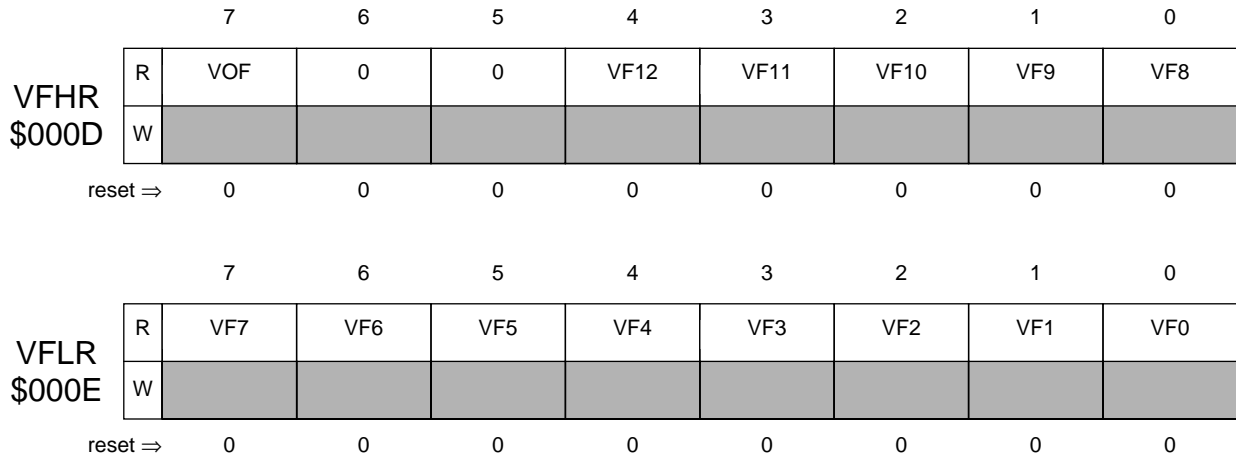 7 6 5 4 3 2 1 0
VFHR
$000D
R VOF 0 0 VF12 VF11 VF10 VF9 VF8
W
reset ⇒ 0 0 0 0 0 0 0 0
7 6 5 4 3 2 1 0
VFLR
$000E
R VF7 VF6 VF5 VF4 VF3 VF2 VF1 VF0
W
reset ⇒ 0 0 0 0 0 0 0 0